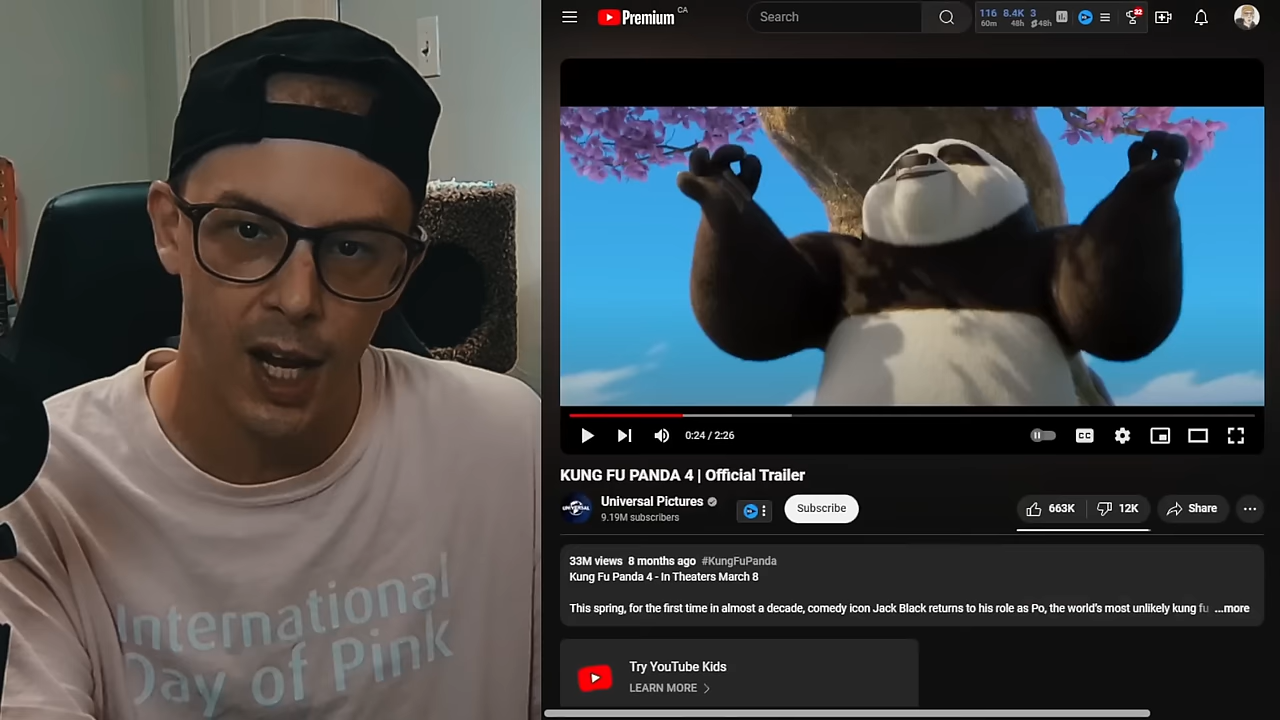 International
Day of Pink
Premium
CA
Search
116 8.4K 3
60m 48h 48h
32
0:24 / 2:26
CC
KUNG FU PANDA 4 | Official Trailer
UNIVERSAL
Universal Pictures
9.19M subscribers
Subscribe
663K
12K
Share
33M views 8 months ago #KungFuPanda
Kung Fu Panda 4 - In Theaters March 8
This spring, for the first time in almost a decade, comedy icon Jack Black returns to his role as Po, the world's most unlikely kung fu ...more
Try YouTube Kids
LEARN MORE